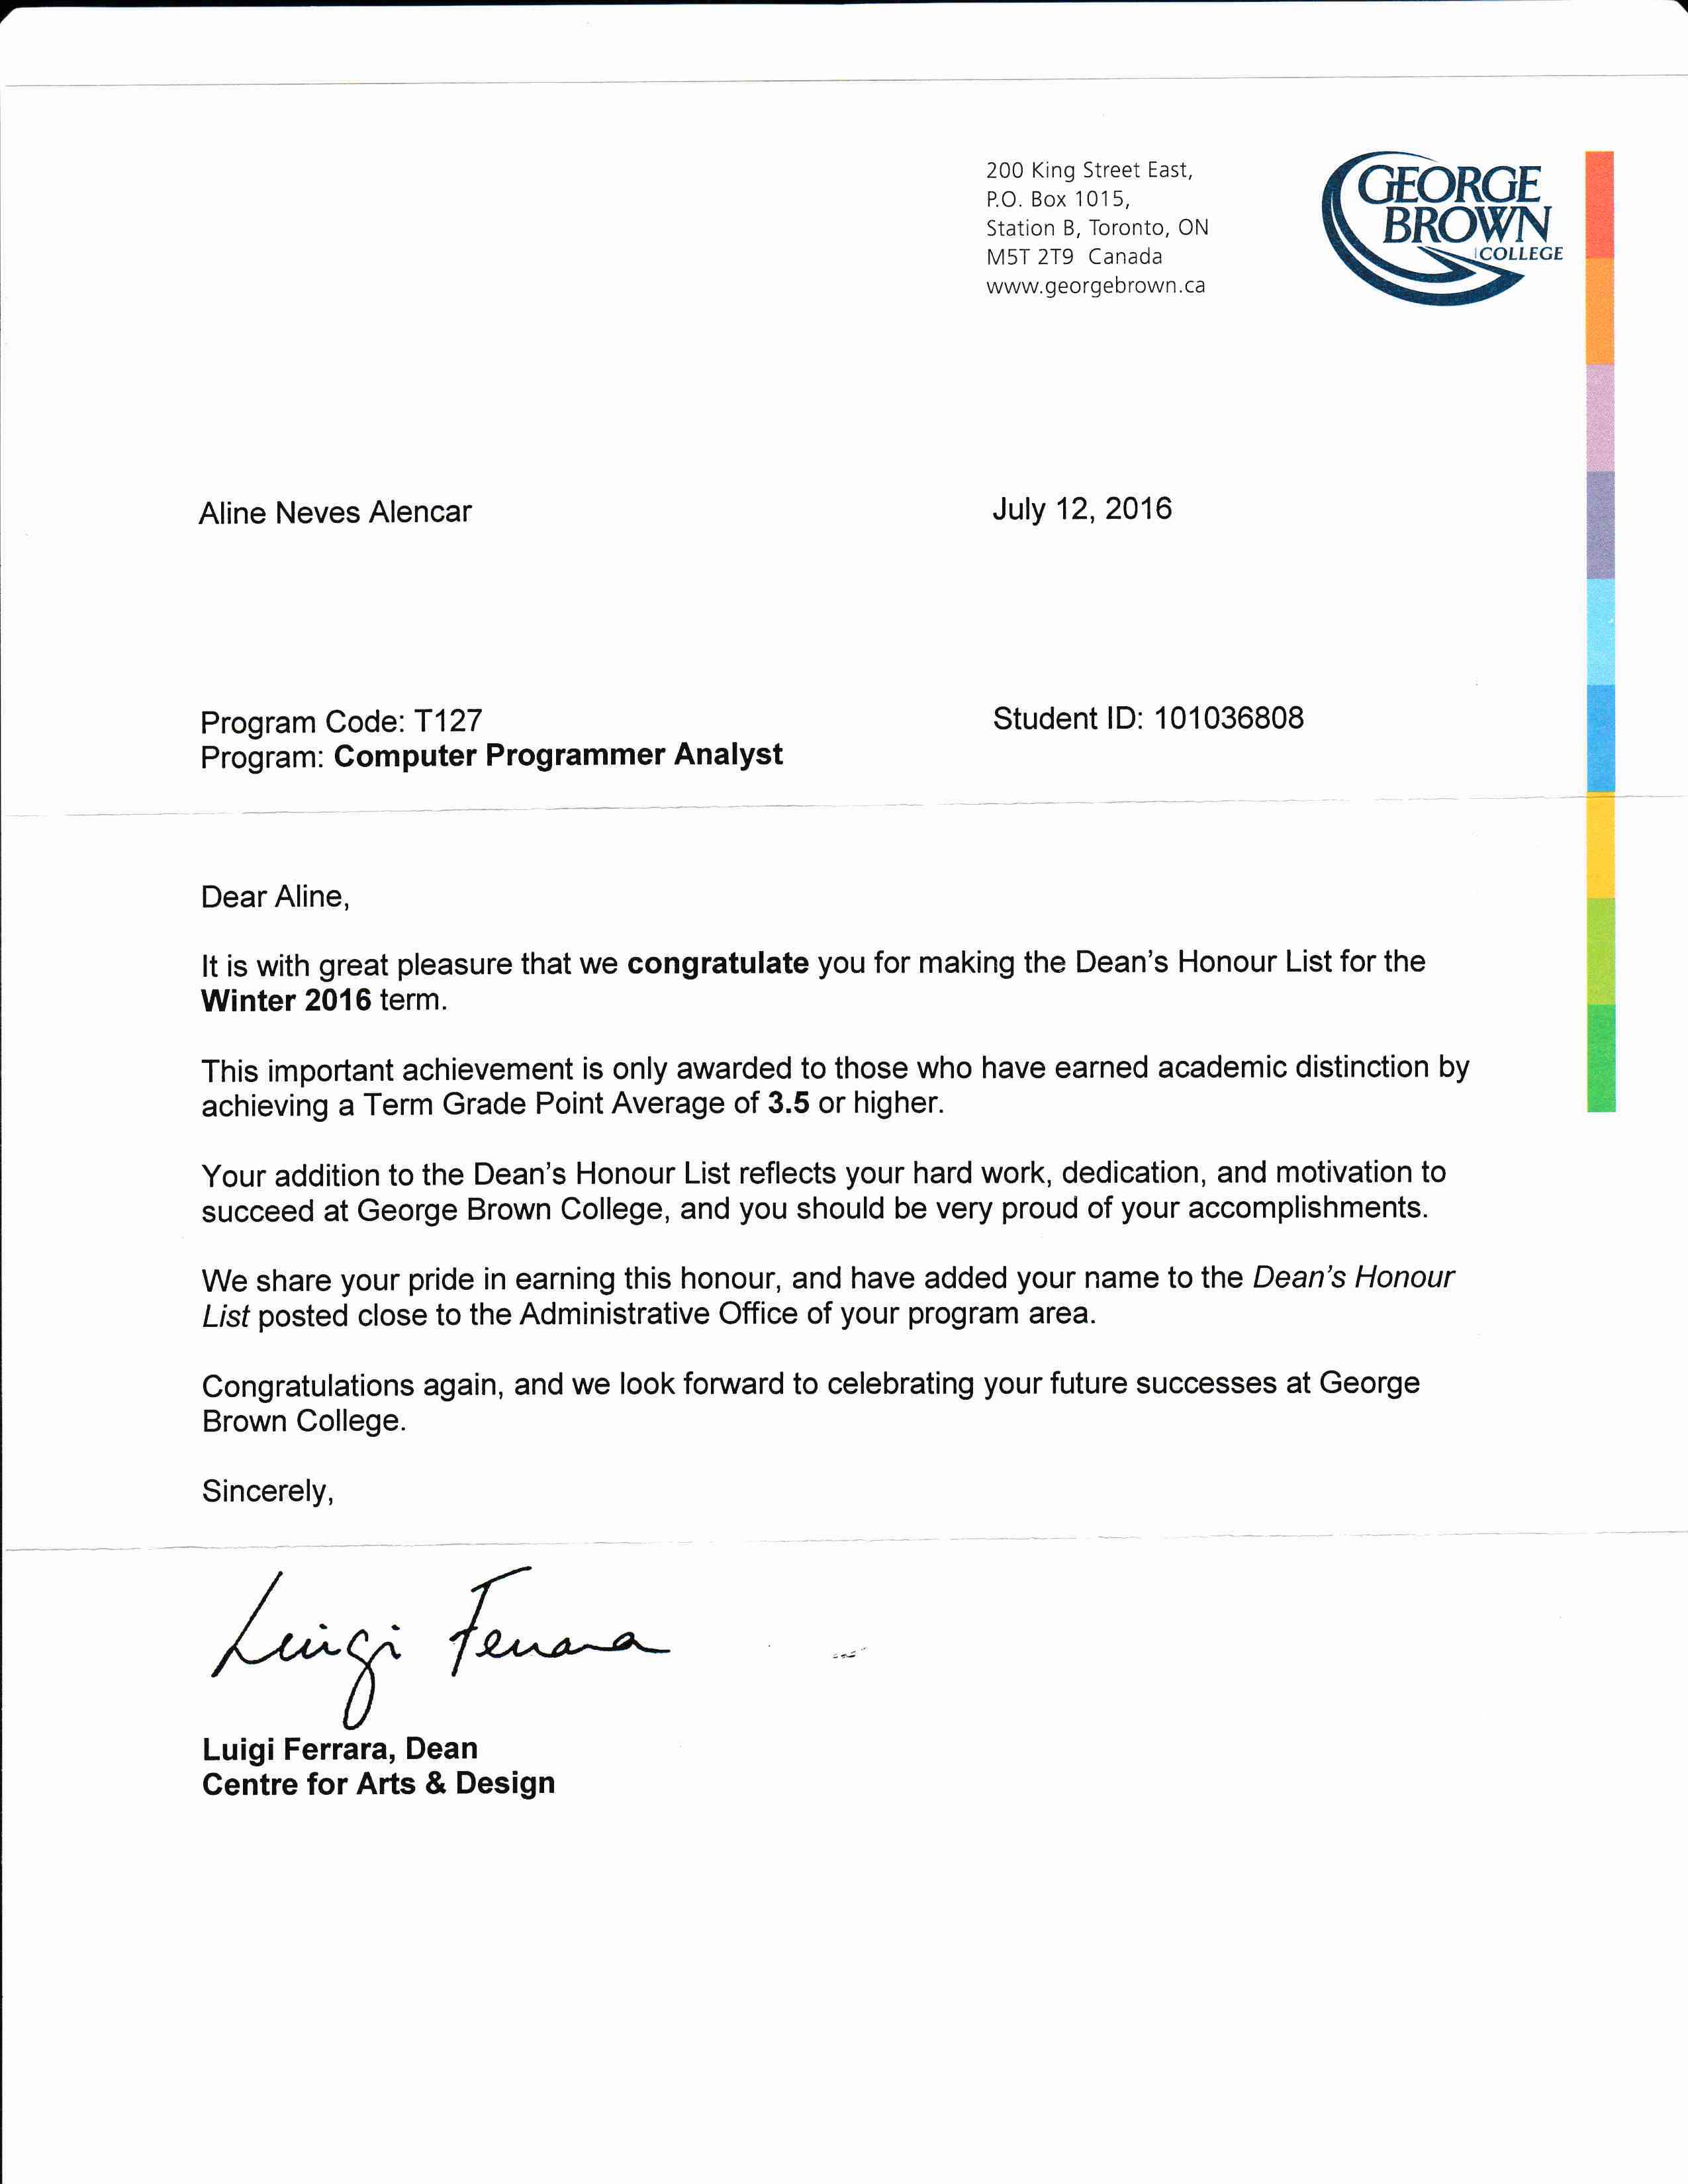 200 King Street East,
P.O. Box 1015,
Station B, Toronto, ON
M5T 2T9 Canada
www.georgebrown.ca
GEORGE
BROWN
COLLEGE
Aline Neves Alencar
July 12, 2016
Program Code: T127
Student ID: 101036808
Program: Computer Programmer Analyst
Dear Aline,
It is with great pleasure that we congratulate you for making the Dean's Honour List for the
Winter 2016 term.
This important achievement is only awarded to those who have earned academic distinction by
achieving a Term Grade Point Average of 3.5 or higher.
Your addition to the Dean's Honour List reflects your hard work, dedication, and motivation to
succeed at George Brown College, and you should be very proud of your accomplishments.
We share your pride in earning this honour, and have added your name to the Dean's Honour
List posted close to the Administrative Office of your program area.
Congratulations again, and we look forward to celebrating your future successes at George
Brown College.
Sincerely,
Luigi Ferrara
Luigi Ferrara, Dean
Centre for Arts & Design